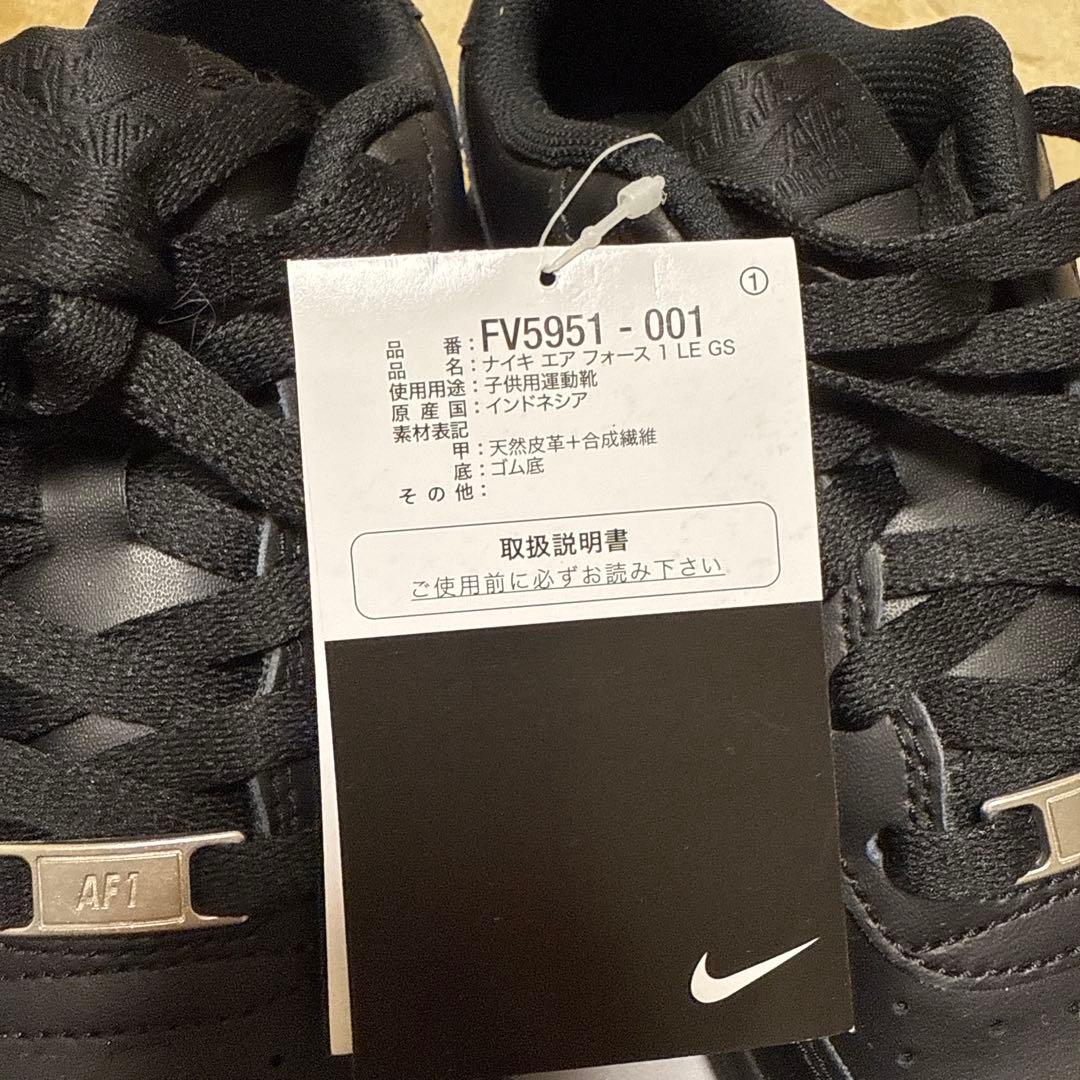 ①
品 番：FV5951 - 001
品 名：ナイキ エア フォース 1 LE GS
使用用途：子供用運動靴
原 産 国：インドネシア
素材表記
甲：天然皮革＋合成繊維
底：ゴム底
そ の 他：
取扱説明書
ご使用前に必ずお読み下さい
AF1